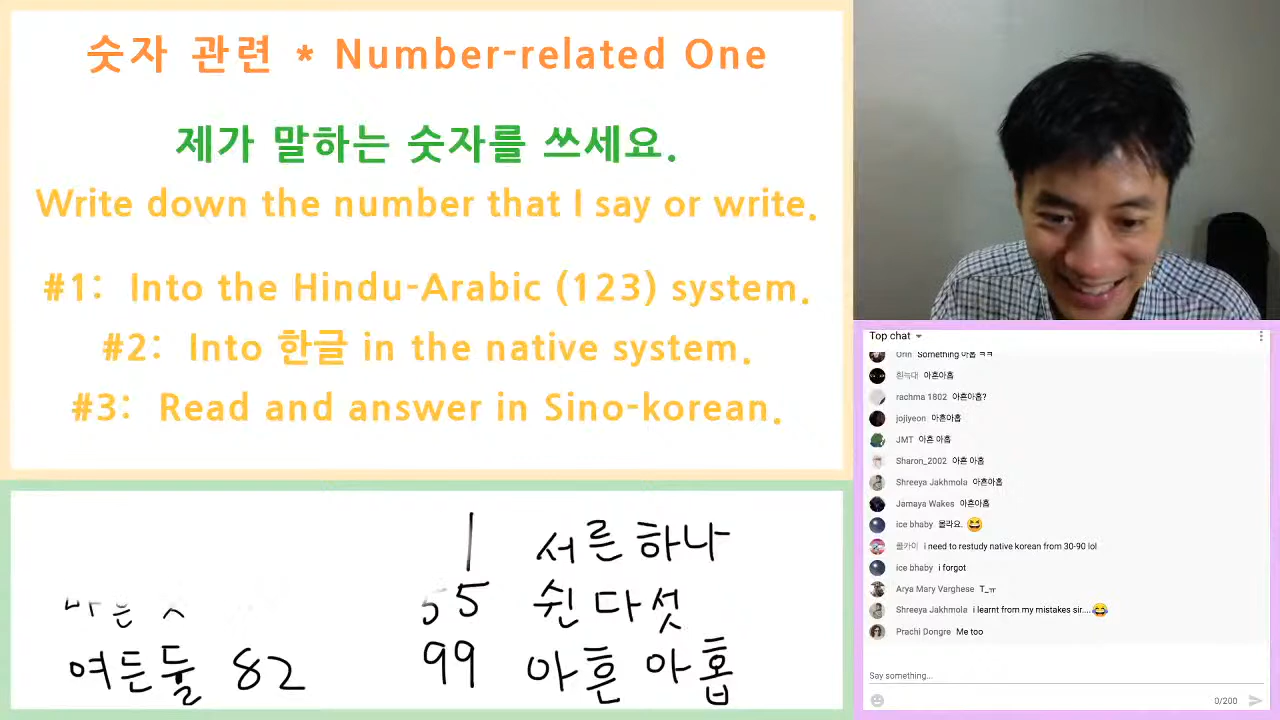 숫자 관련 * Number-related One
제가 말하는 숫자를 쓰세요.
Write down the number that I say or write.
#1: Into the Hindu-Arabic (123) system.
#2: Into 한글 in the native system.
#3: Read and answer in Sino-korean.
1 서른하나
55 쉰다섯
여든둘 82
99 아흔 아홉
Top chat
Orin Something 아홉 ㅋㅋ
아흔아홉
rachma 1802 아흔아홉?
jojiyeon 아흔아홉
JMT 아흔 아홉
Sharon_2002 아흔 아홉
Shreeya Jakhmola 아흔아홉
Jamaya Wakes 아흔아홉
ice bhaby 몰라요. 😆
i need to restudy native korean from 30-90 lol
ice bhaby i forgot
Arya Mary Varghese T_ㅠ
Shreeya Jakhmola i learnt from my mistakes sir....😂
Prachi Dongre Me too
Say something...
0/200